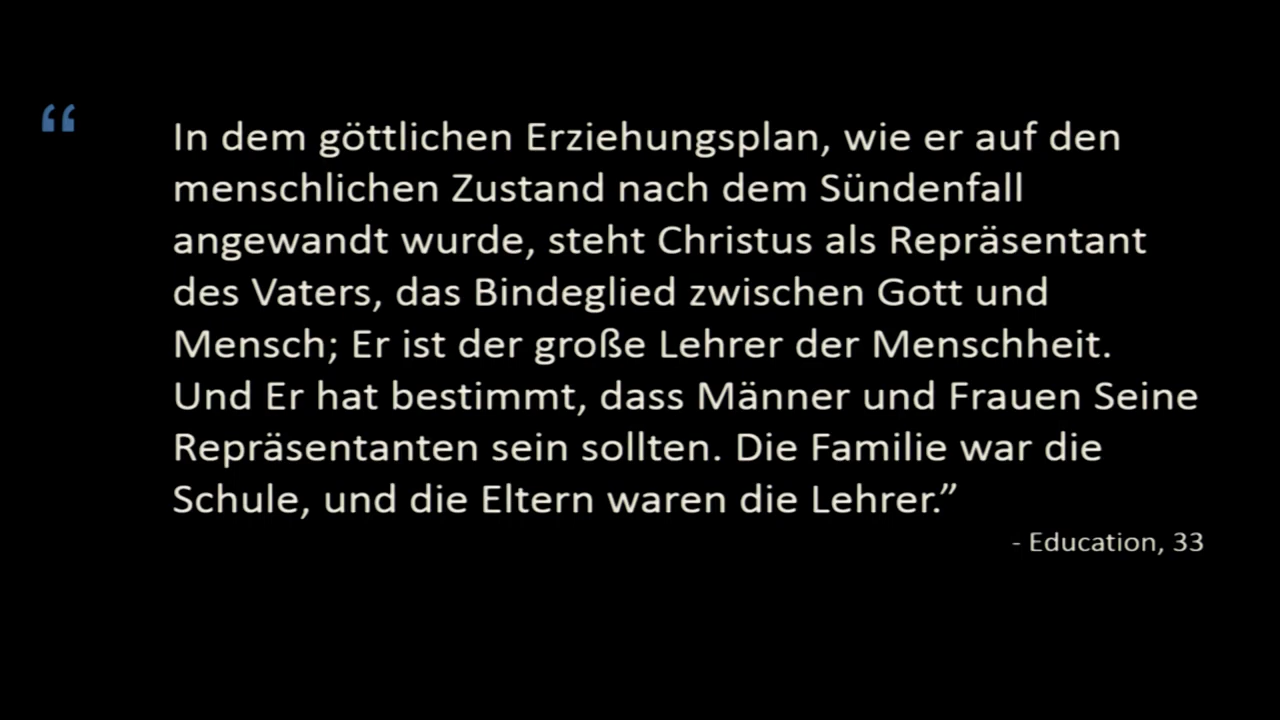 “
In dem göttlichen Erziehungsplan, wie er auf den
menschlichen Zustand nach dem Sündenfall
angewandt wurde, steht Christus als Repräsentant
des Vaters, das Bindeglied zwischen Gott und
Mensch; Er ist der große Lehrer der Menschheit.
Und Er hat bestimmt, dass Männer und Frauen Seine
Repräsentanten sein sollten. Die Familie war die
Schule, und die Eltern waren die Lehrer.”
- Education, 33